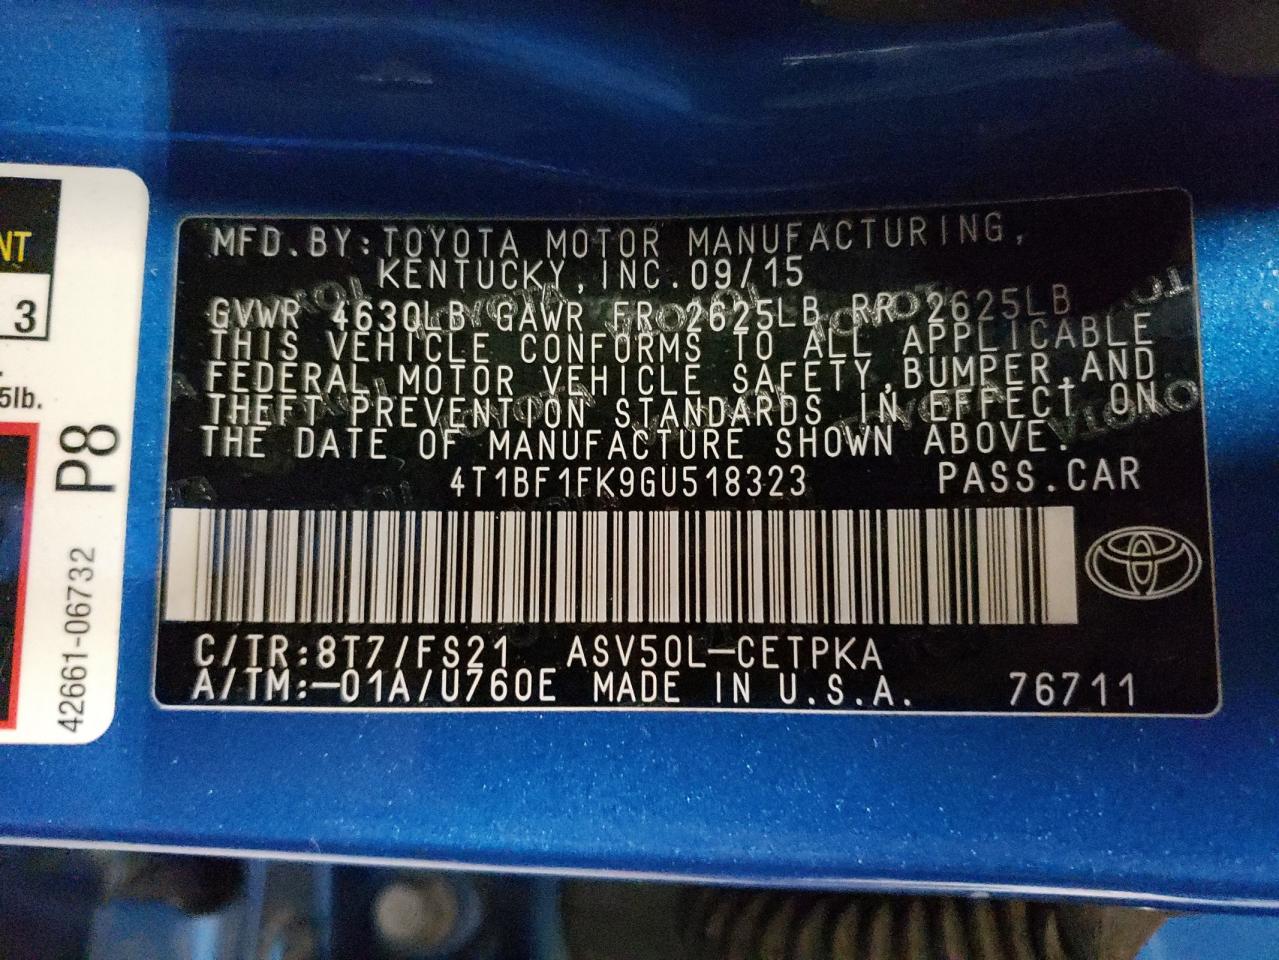 NT
3
5lb.
P8
42661-06732
MFD.BY:TOYOTA MOTOR MANUFACTURING,
KENTUCKY,INC.09/15
GVWR 4630LB GAWR FR 2625LB RR 2625LB
THIS VEHICLE CONFORMS TO ALL APPLICABLE
FEDERAL MOTOR VEHICLE SAFETY,BUMPER,AND
THEFT PREVENTION STANDARDS IN EFFECT ON
THE DATE OF MANUFACTURE SHOWN ABOVE.
4T1BF1FK9GU518323 PASS.CAR
C/TR:8T7/FS21 ASV50L-CETPKA
A/TM:-01A/U760E MADE IN U.S.A. 76711